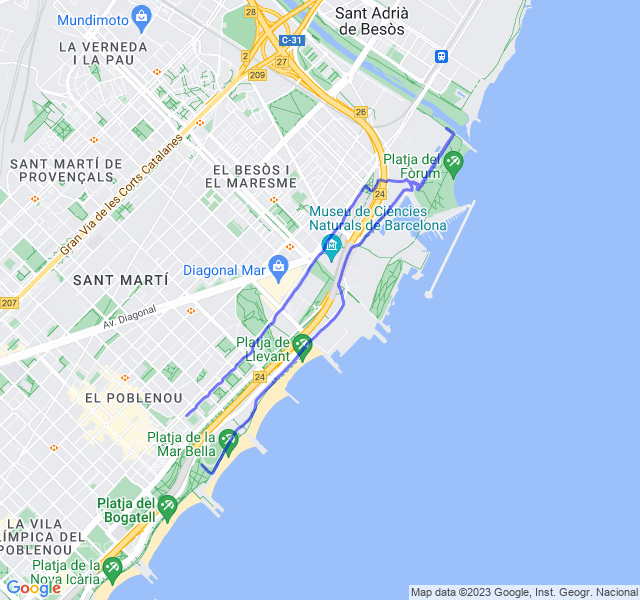 Mundimoto
Sant Adrià
de Besòs
28
C-31
LA VERNEDA
I LA PAU
2
27
209
26
SANT MARTÍ DE
PROVENÇALS
Gran Via de les Corts Catalanes
EL BESÒS I
EL MARESME
Platja del
Fòrum
24
Museu de Ciències
Naturals de Barcelona
SANT MARTÍ
Diagonal Mar
207
Av. Diagonal
Platja de
Llevant
24
EL POBLENOU
Platja de la
Mar Bella
Platja del
Bogatell
LA VILA
OLÍMPICA DEL
POBLENOU
Platja de la
Nova Icària
Google
Map data ©2023 Google, Inst. Geogr. Nacional